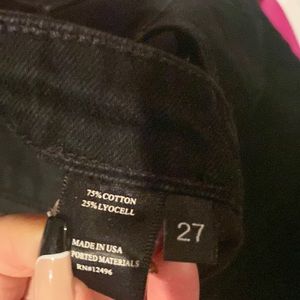 75% COTTON
25% LYOCELL
MADE IN USA
PORTED MATERIALS
RN#12496
27